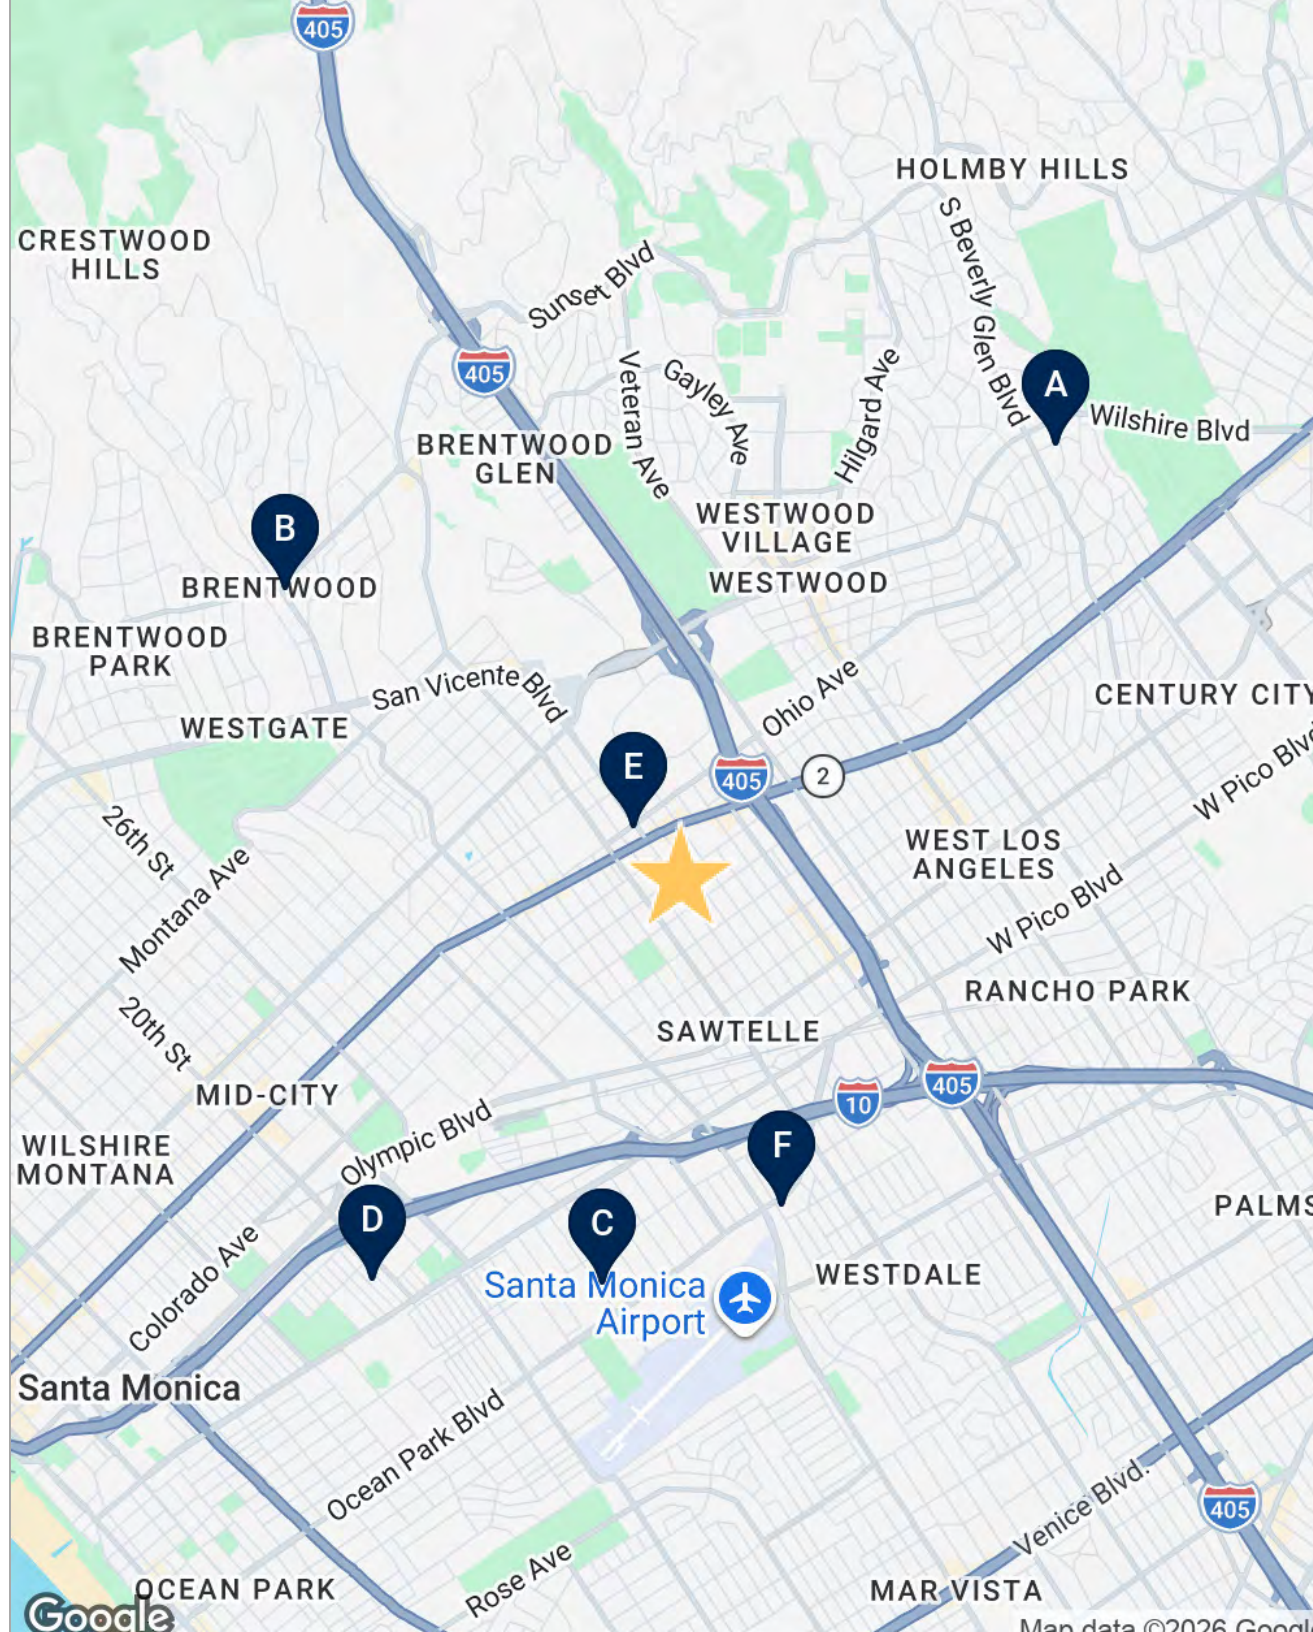 405
HOLMBY HILLS
CRESTWOOD
HILLS
S Beverly Glen Blvd
Sunset Blvd
405
Veteran Ave
Gayley Ave
Hilgard Ave
A
Wilshire Blvd
BRENTWOOD
GLEN
B
WESTWOOD
VILLAGE
BRENTWOOD
WESTWOOD
BRENTWOOD
PARK
San Vicente Blvd
Ohio Ave
CENTURY CITY
WESTGATE
E
405
2
W Pico Blvd
26th St
Montana Ave
WEST LOS
ANGELES
W Pico Blvd
RANCHO PARK
20th St
SAWTELLE
MID-CITY
10
405
Olympic Blvd
WILSHIRE
MONTANA
F
D
C
PALMS
Colorado Ave
Santa Monica
Airport
WESTDALE
Santa Monica
Ocean Park Blvd
Venice Blvd.
405
Rose Ave
OCEAN PARK
MAR VISTA
Google
Map data ©2026 Google